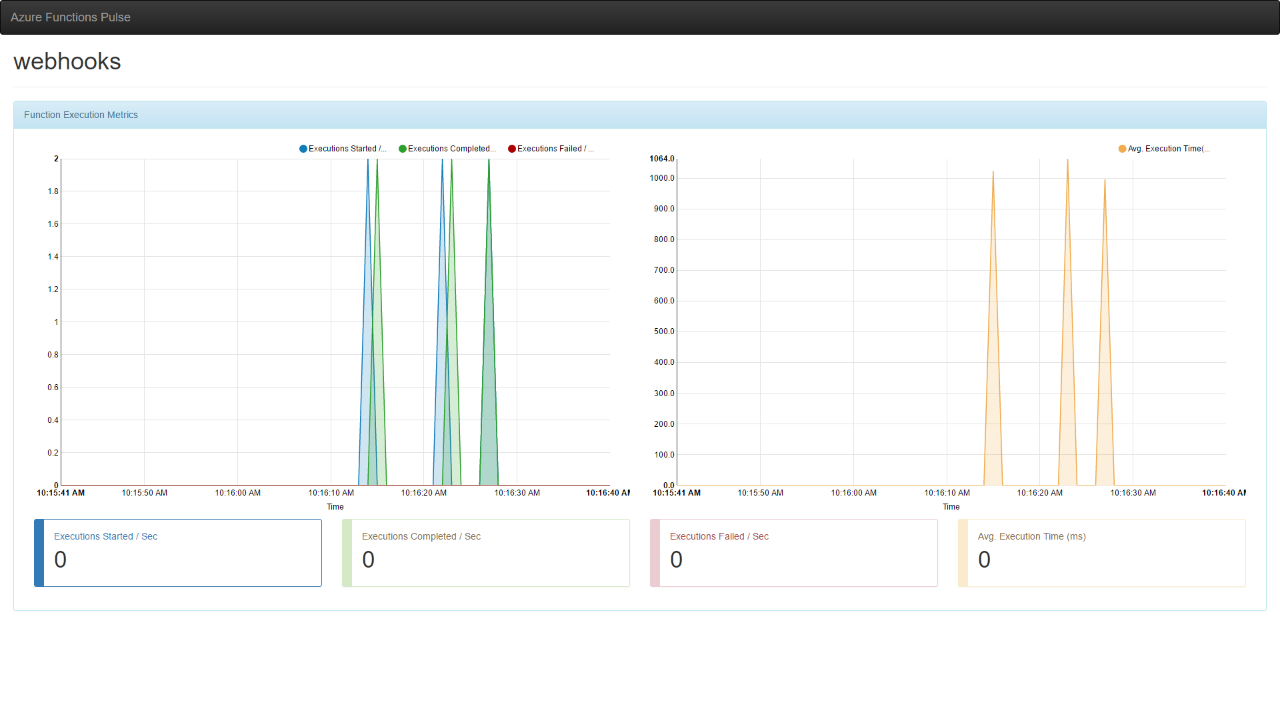 Azure Functions Pulse
webhooks
Function Execution Metrics
Executions Started /...
Executions Completed...
Executions Failed / ...
2
1.8
1.6
1.4
1.2
1
0.8
0.6
0.4
0.2
0
10:15:41 AM
10:15:50 AM
10:16:00 AM
10:16:10 AM
10:16:20 AM
10:16:30 AM
10:16:40 AM
Time
Avg. Execution Time(...
1064.0
1000.0
900.0
800.0
700.0
600.0
500.0
400.0
300.0
200.0
100.0
0.0
10:15:41 AM
10:15:50 AM
10:16:00 AM
10:16:10 AM
10:16:20 AM
10:16:30 AM
10:16:40 AM
Time
Executions Started / Sec
0
Executions Completed / Sec
0
Executions Failed / Sec
0
Avg. Execution Time (ms)
0